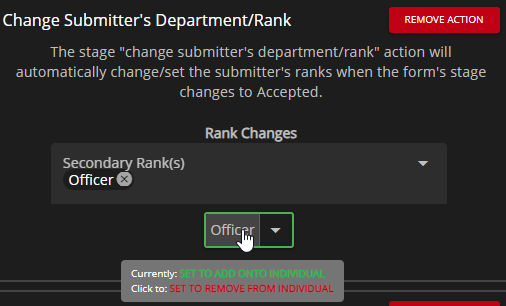 Change Submitter's Department/Rank
REMOVE ACTION
The stage "change submitter's department/rank" action will
automatically change/set the submitter's ranks when the form's stage
changes to Accepted.
Rank Changes
Secondary Rank(s)
Officer
Officer
Currently: SET TO ADD ONTO INDIVIDUAL
Click to: SET TO REMOVE FROM INDIVIDUAL